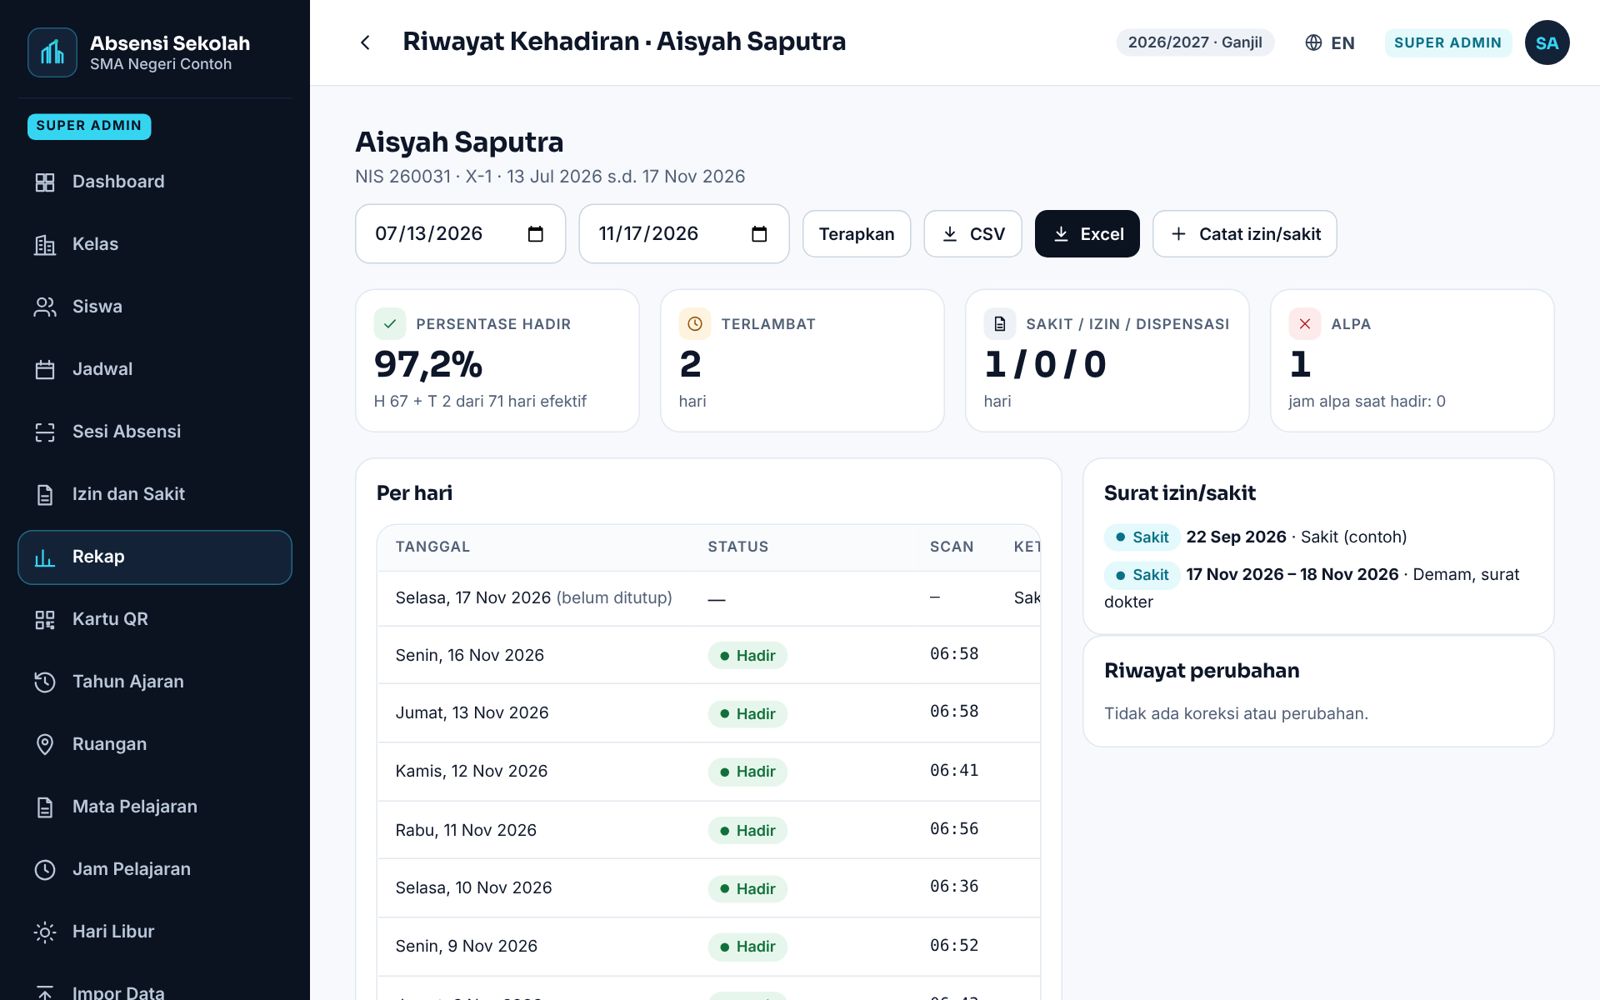 Absensi Sekolah
SMA Negeri Contoh
SUPER ADMIN
Dashboard
Kelas
Siswa
Jadwal
Sesi Absensi
Izin dan Sakit
Rekap
Kartu QR
Tahun Ajaran
Ruangan
Mata Pelajaran
Jam Pelajaran
Hari Libur
Impor Data
Riwayat Kehadiran · Aisyah Saputra
2026/2027 · Ganjil
EN
SUPER ADMIN
SA
Aisyah Saputra
NIS 260031 · X-1 · 13 Jul 2026 s.d. 17 Nov 2026
07/13/2026
11/17/2026
Terapkan
CSV
Excel
Catat izin/sakit
PERSENTASE HADIR
97,2%
H 67 + T 2 dari 71 hari efektif
TERLAMBAT
2
hari
SAKIT / IZIN / DISPENSASI
1 / 0 / 0
hari
ALPA
1
jam alpa saat hadir: 0
Per hari
TANGGAL STATUS SCAN KET
Selasa, 17 Nov 2026 (belum ditutup) — – Sak
Senin, 16 Nov 2026 Hadir 06:58
Jumat, 13 Nov 2026 Hadir 06:58
Kamis, 12 Nov 2026 Hadir 06:41
Rabu, 11 Nov 2026 Hadir 06:56
Selasa, 10 Nov 2026 Hadir 06:36
Senin, 9 Nov 2026 Hadir 06:52
Surat izin/sakit
Sakit 22 Sep 2026 · Sakit (contoh)
Sakit 17 Nov 2026 – 18 Nov 2026 · Demam, surat
dokter
Riwayat perubahan
Tidak ada koreksi atau perubahan.